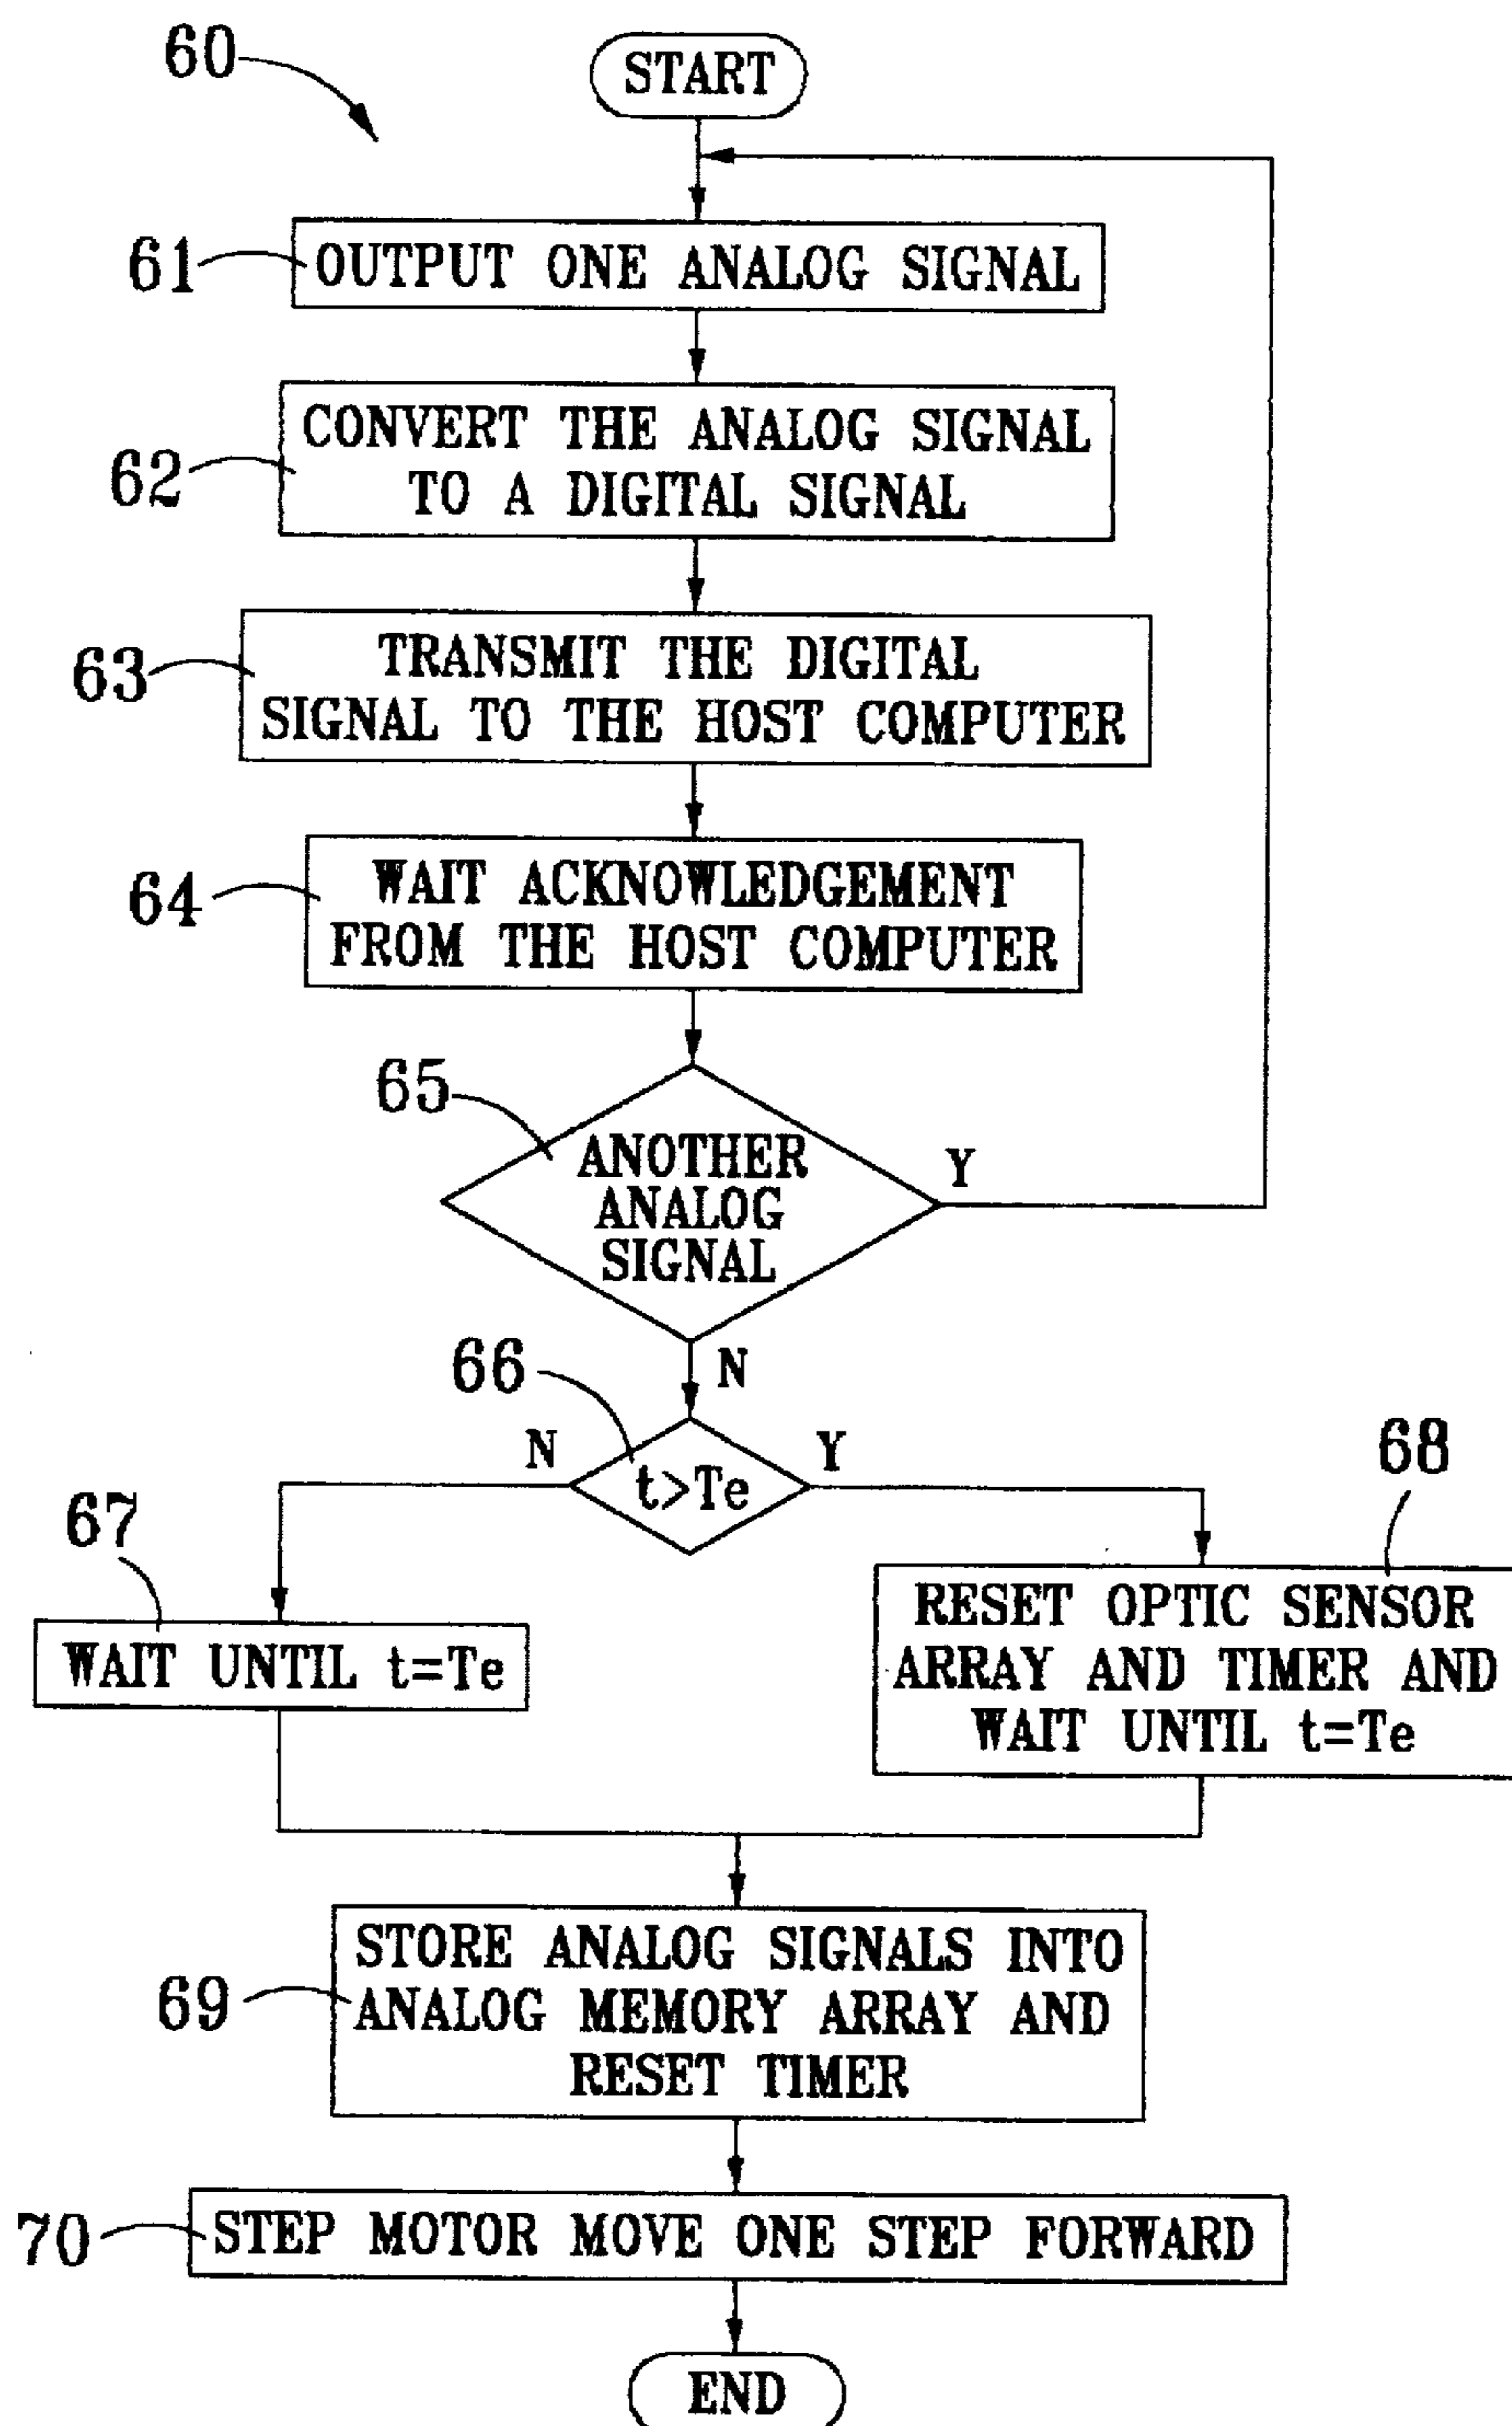 60
START
61
OUTPUT ONE ANALOG SIGNAL
62
CONVERT THE ANALOG SIGNAL
TO A DIGITAL SIGNAL
63
TRANSMIT THE DIGITAL
SIGNAL TO THE HOST COMPUTER
64
WAIT ACKNOWLEDGEMENT
FROM THE HOST COMPUTER
65
ANOTHER
ANALOG
SIGNAL
Y
N
66
t>Te
N
Y
67
WAIT UNTIL t=Te
68
RESET OPTIC SENSOR
ARRAY AND TIMER AND
WAIT UNTIL t=Te
69
STORE ANALOG SIGNALS INTO
ANALOG MEMORY ARRAY AND
RESET TIMER
70
STEP MOTOR MOVE ONE STEP FORWARD
END